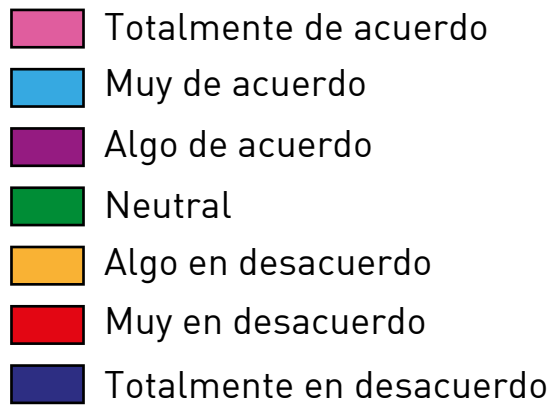 Totalmente de acuerdo
Muy de acuerdo
Algo de acuerdo
Neutral
Algo en desacuerdo
Muy en desacuerdo
Totalmente en desacuerdo